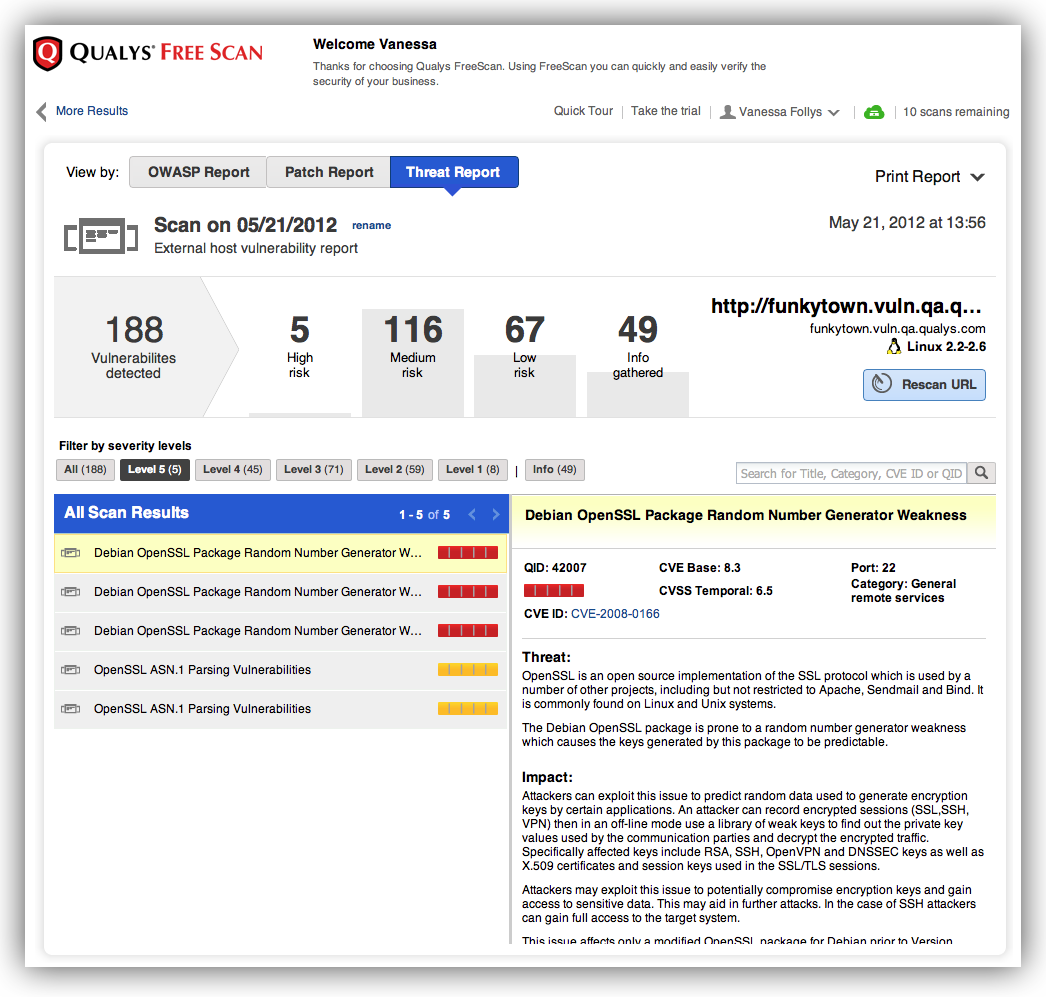 QUALYS® FREE SCAN
Welcome Vanessa
Thanks for choosing Qualys FreeScan. Using FreeScan you can quickly and easily verify the
security of your business.
More Results
Quick Tour | Take the trial | Vanessa Follys | 10 scans remaining
View by: OWASP Report Patch Report Threat Report
Print Report
Scan on 05/21/2012 rename
External host vulnerability report
May 21, 2012 at 13:56
188
Vulnerabilites
detected
5
High
risk
116
Medium
risk
67
Low
risk
49
Info
gathered
http://funkytown.vuln.qa.q...
funkytown.vuln.qa.qualys.com
Linux 2.2-2.6
Rescan URL
Filter by severity levels
All (188) Level 5 (5) Level 4 (45) Level 3 (71) Level 2 (59) Level 1 (8) | Info (49)
Search for Title, Category, CVE ID or QID
All Scan Results 1 - 5 of 5
Debian OpenSSL Package Random Number Generator W...
Debian OpenSSL Package Random Number Generator W...
Debian OpenSSL Package Random Number Generator W...
OpenSSL ASN.1 Parsing Vulnerabilities
OpenSSL ASN.1 Parsing Vulnerabilities
Debian OpenSSL Package Random Number Generator Weakness
QID: 42007
CVE Base: 8.3
Port: 22
CVSS Temporal: 6.5
Category: General
remote services
CVE ID: CVE-2008-0166
Threat:
OpenSSL is an open source implementation of the SSL protocol which is used by a
number of other projects, including but not restricted to Apache, Sendmail and Bind. It
is commonly found on Linux and Unix systems.
The Debian OpenSSL package is prone to a random number generator weakness
which causes the keys generated by this package to be predictable.
Impact:
Attackers can exploit this issue to predict random data used to generate encryption
keys by certain applications. An attacker can record encrypted sessions (SSL,SSH,
VPN) then in an off-line mode use a library of weak keys to find out the private key
values used by the communication parties and decrypt the encrypted traffic.
Specifically affected keys include RSA, SSH, OpenVPN and DNSSEC keys as well as
X.509 certificates and session keys used in the SSL/TLS sessions.
Attackers may exploit this issue to potentially compromise encryption keys and gain
access to sensitive data. This may aid in further attacks. In the case of SSH attackers
can gain full access to the target system.
This issue affects only a modified OpenSSL package for Debian prior to Version